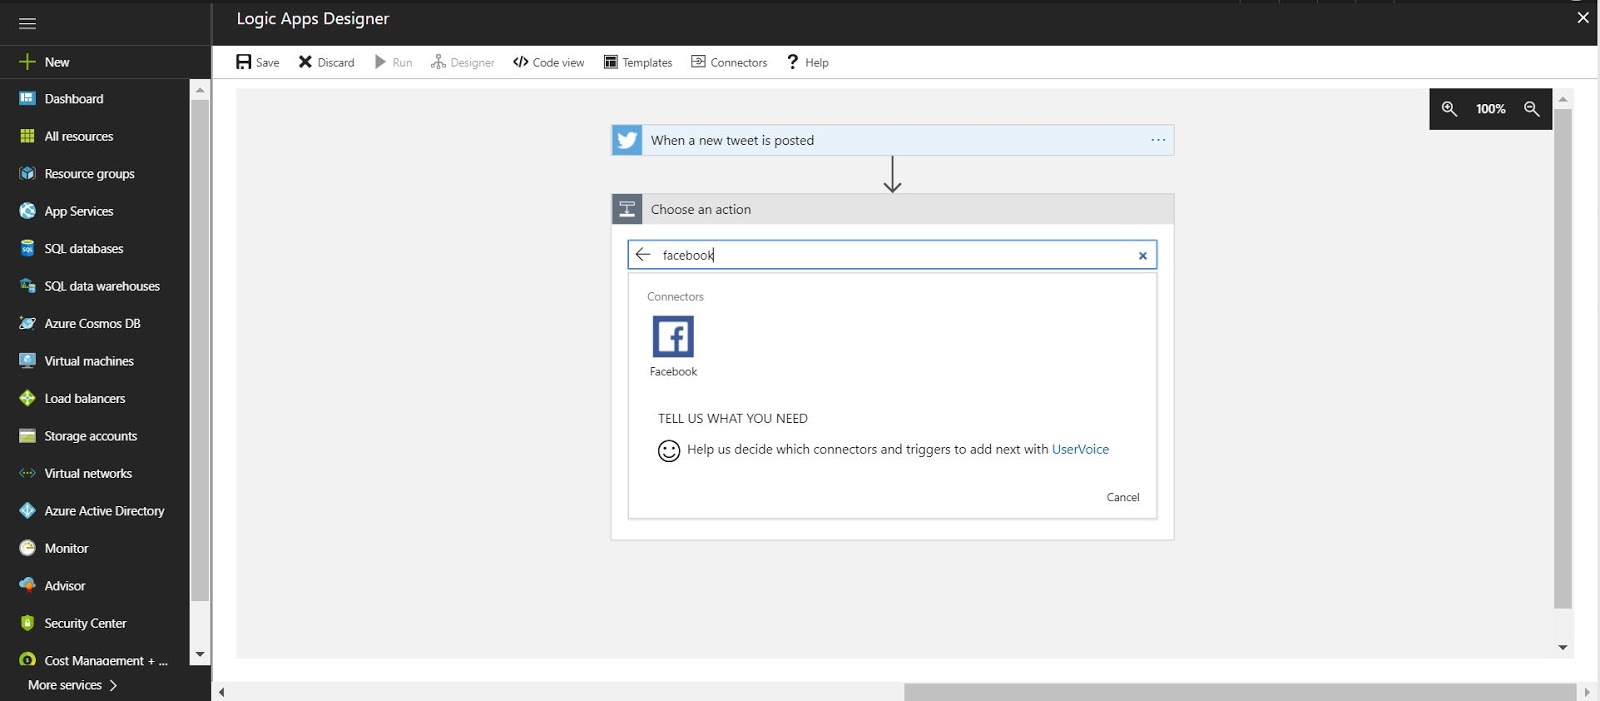 Logic Apps Designer
New
Save Discard Run Designer Code view Templates Connectors Help
Dashboard
All resources
Resource groups
App Services
SQL databases
SQL data warehouses
Azure Cosmos DB
Virtual machines
Load balancers
Storage accounts
Virtual networks
Azure Active Directory
Monitor
Advisor
Security Center
Cost Management + ...
More services
100%
When a new tweet is posted
Choose an action
facebook
Connectors
Facebook
TELL US WHAT YOU NEED
Help us decide which connectors and triggers to add next with UserVoice
Cancel